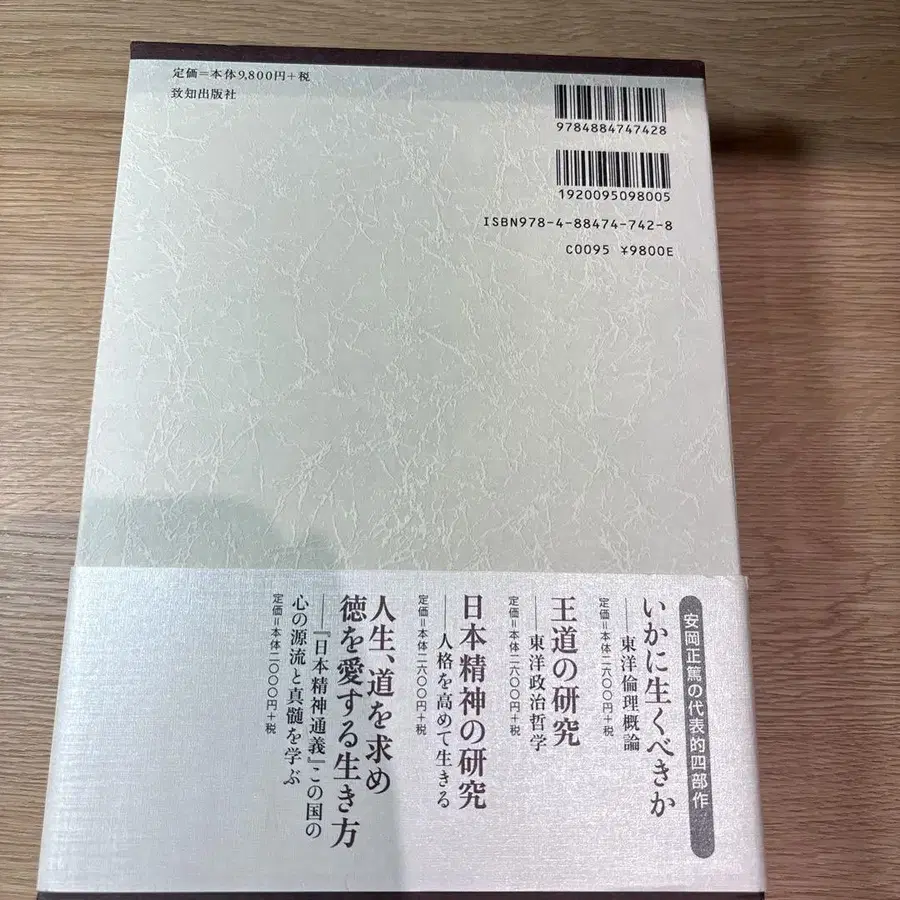 定価＝本体9,800円＋税
致知出版社
9784884747428
1920095098005
ISBN978-4-88474-742-8
C0095 ¥9800E
安岡正篤の代表的四部作
いかに生くべきか
──東洋倫理概論
定価＝本体二六〇〇円＋税
王道の研究
──東洋政治哲学
定価＝本体二六〇〇円＋税
日本精神の研究
──人格を高めて生きる
定価＝本体二六〇〇円＋税
人生、道を求め
徳を愛する生き方
──『日本精神通義』この国の
心の源流と真髄を学ぶ
定価＝本体二〇〇〇円＋税